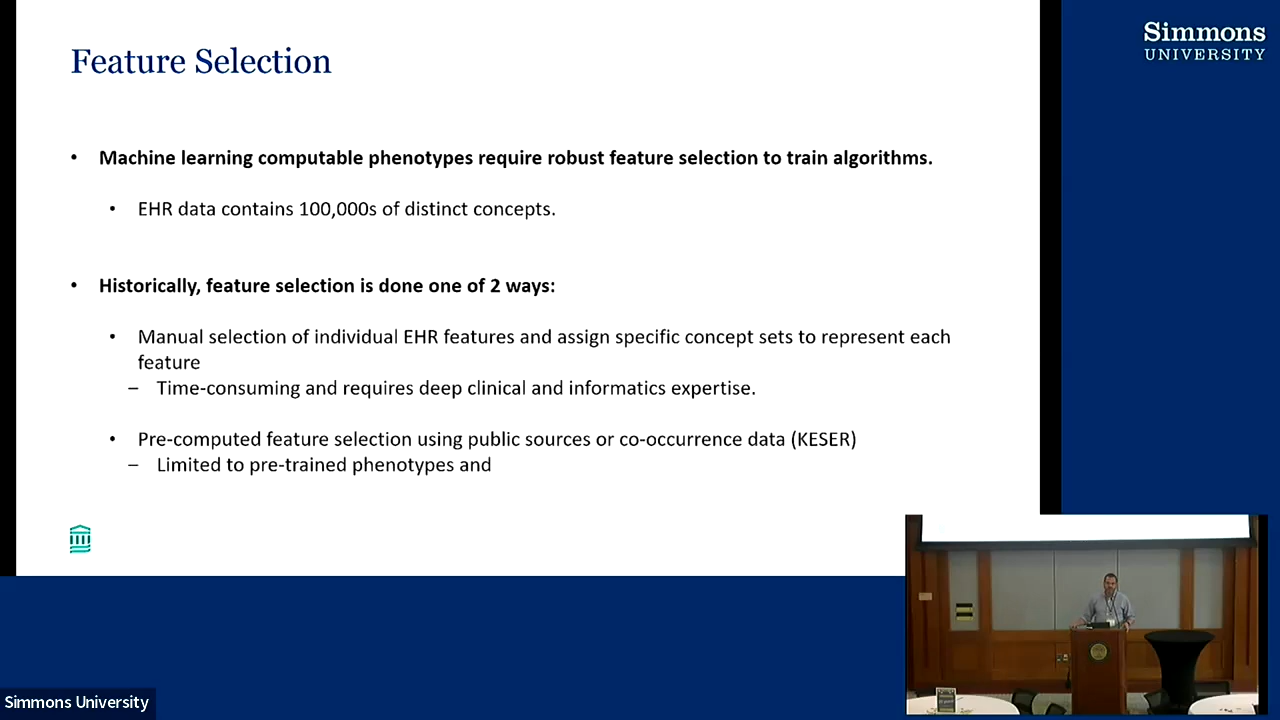 Feature Selection
Simmons
UNIVERSITY
• Machine learning computable phenotypes require robust feature selection to train algorithms.
• EHR data contains 100,000s of distinct concepts.
• Historically, feature selection is done one of 2 ways:
• Manual selection of individual EHR features and assign specific concept sets to represent each
feature
– Time-consuming and requires deep clinical and informatics expertise.
• Pre-computed feature selection using public sources or co-occurrence data (KESER)
– Limited to pre-trained phenotypes and
Simmons University